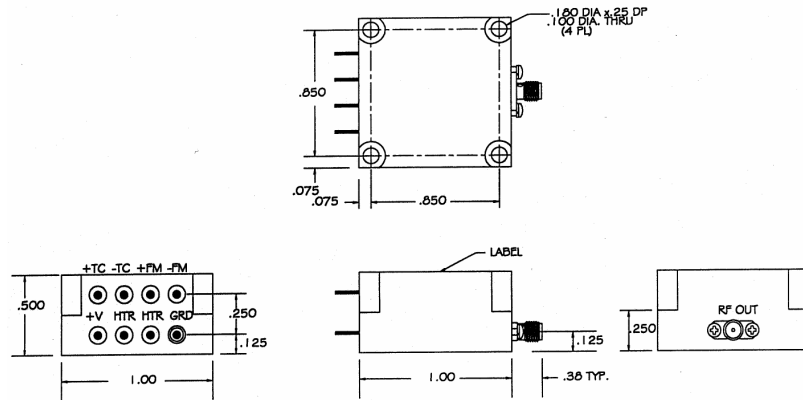 .180 DIA x .25 DP
.100 DIA. THRU
(4 PL)
.850
.075
.075
.850
LABEL
+TC -TC +FM -FM
+V HTR HTR GRD
.500
.250
.125
1.00
.125
1.00
.38 TYP.
RF OUT
.250